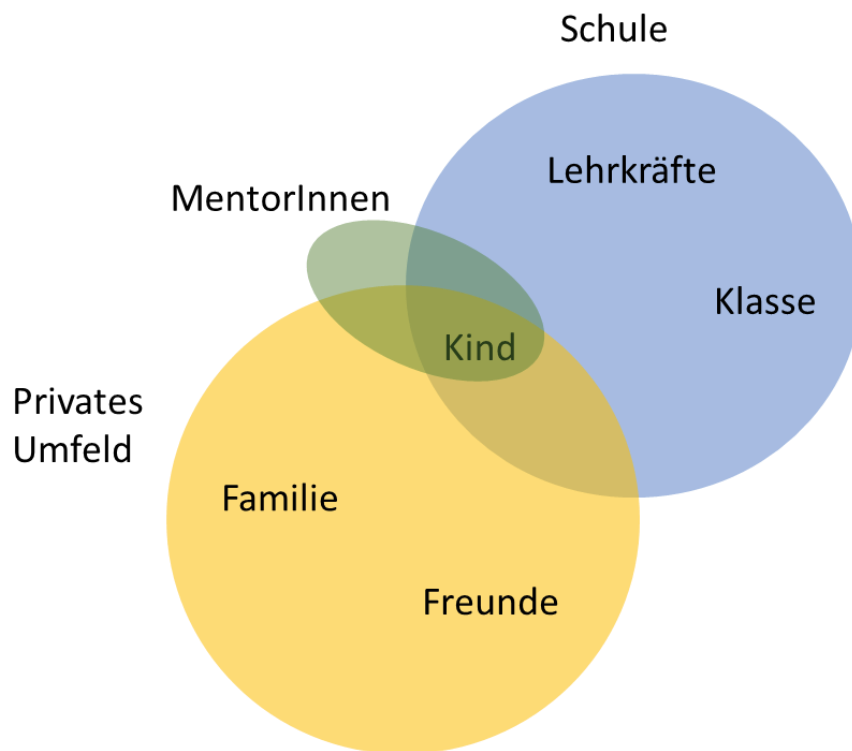 Schule
Lehrkräfte
MentorInnen
Klasse
Kind
Privates
Umfeld
Familie
Freunde